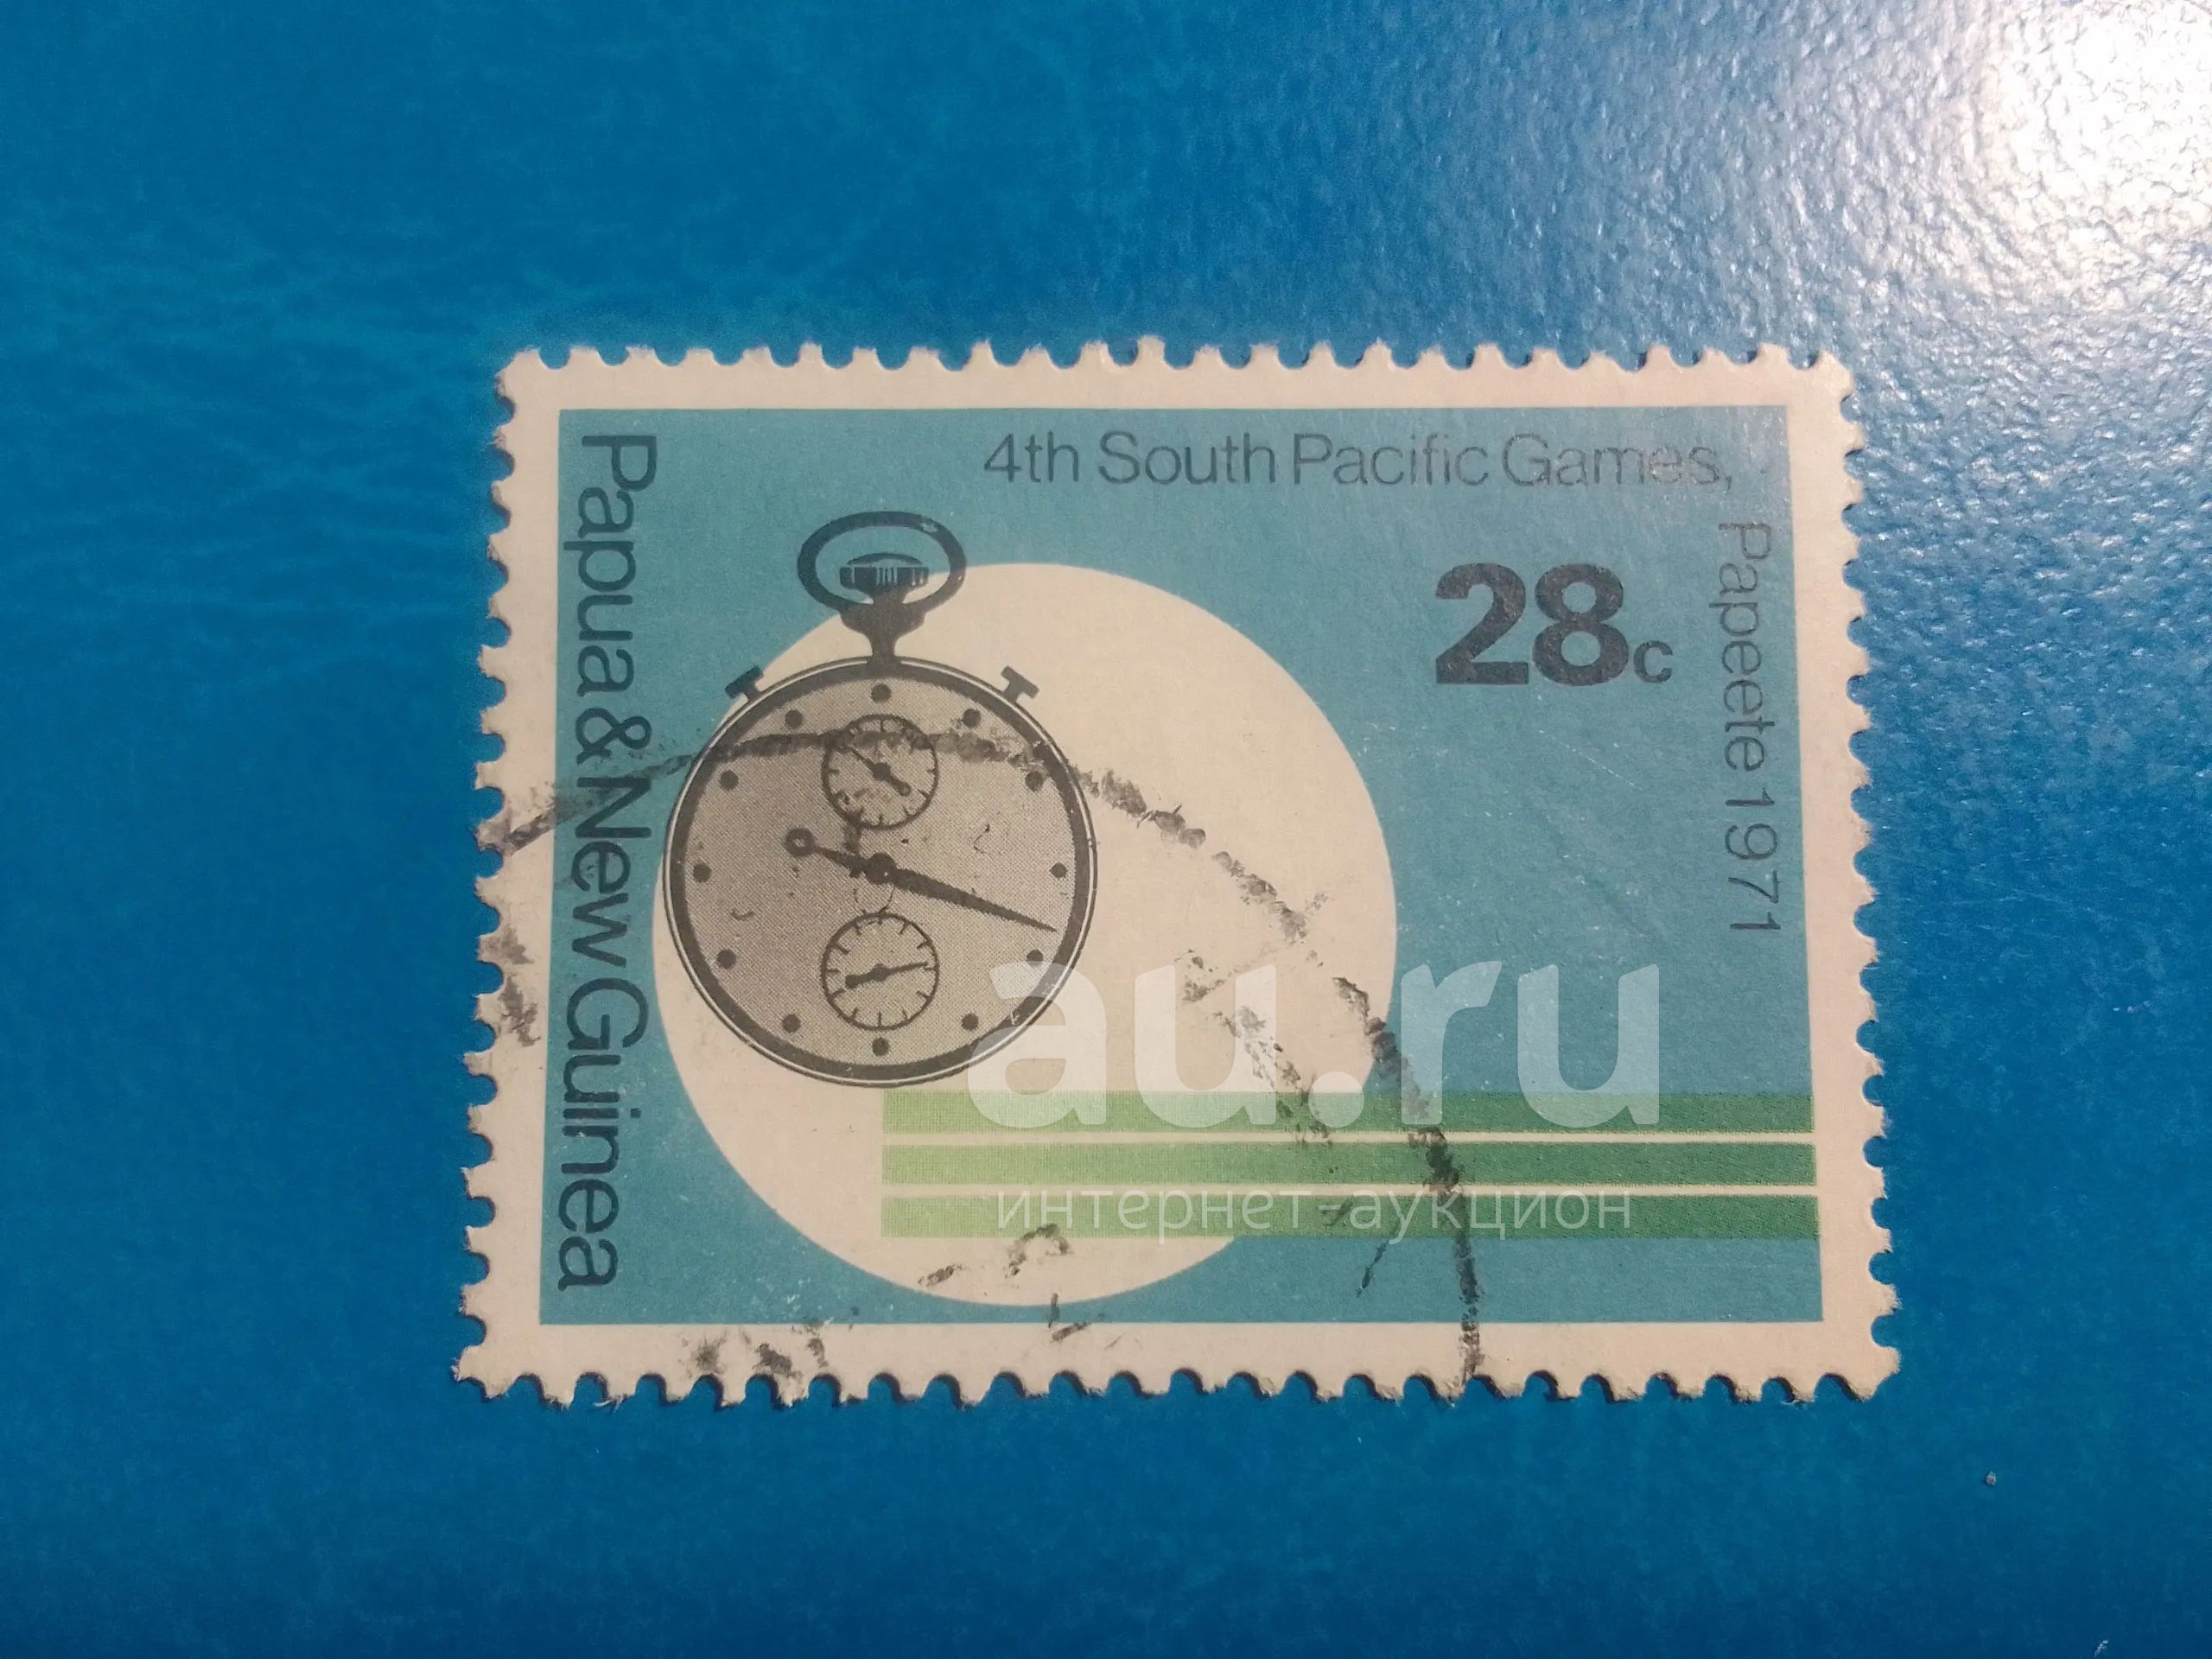 4th South Pacific Games,
Papeete 1971
28c
Papua & New Guinea
au.ru
интернет-аукцион